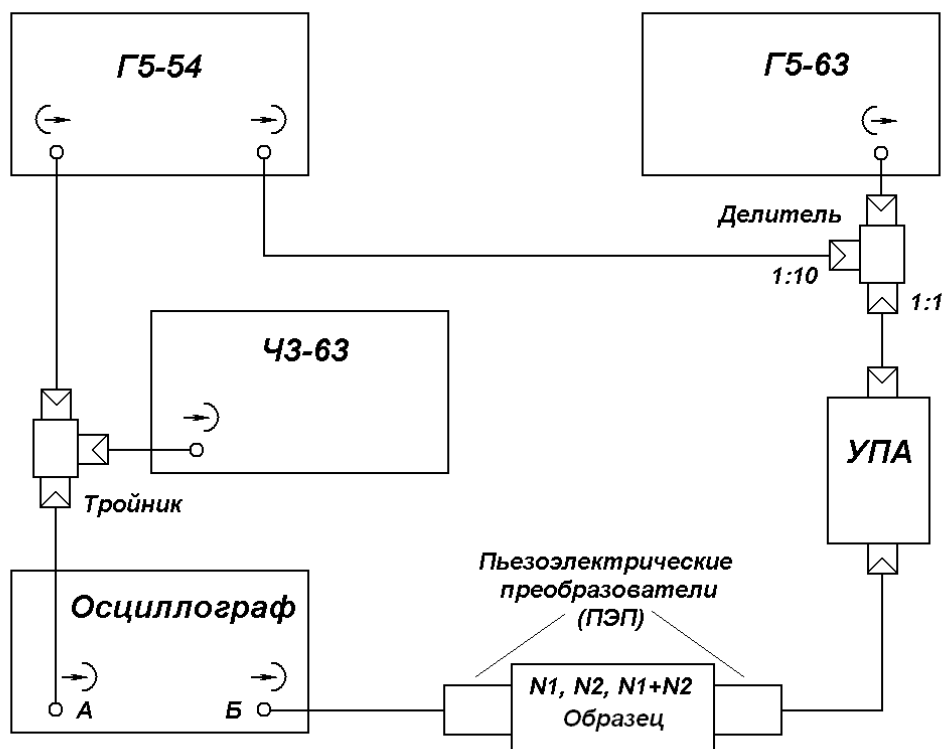 Г5-54
Г5-63
Делитель
1:10
1:1
Ч3-63
УПА
Тройник
Пьезоэлектрические
преобразователи
(ПЭП)
Осциллограф
А
Б
N1, N2, N1+N2
Образец